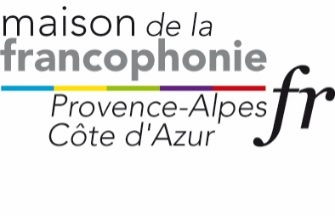 maison de la
francophonie
Provence-Alpes
Côte d'Azur
fr